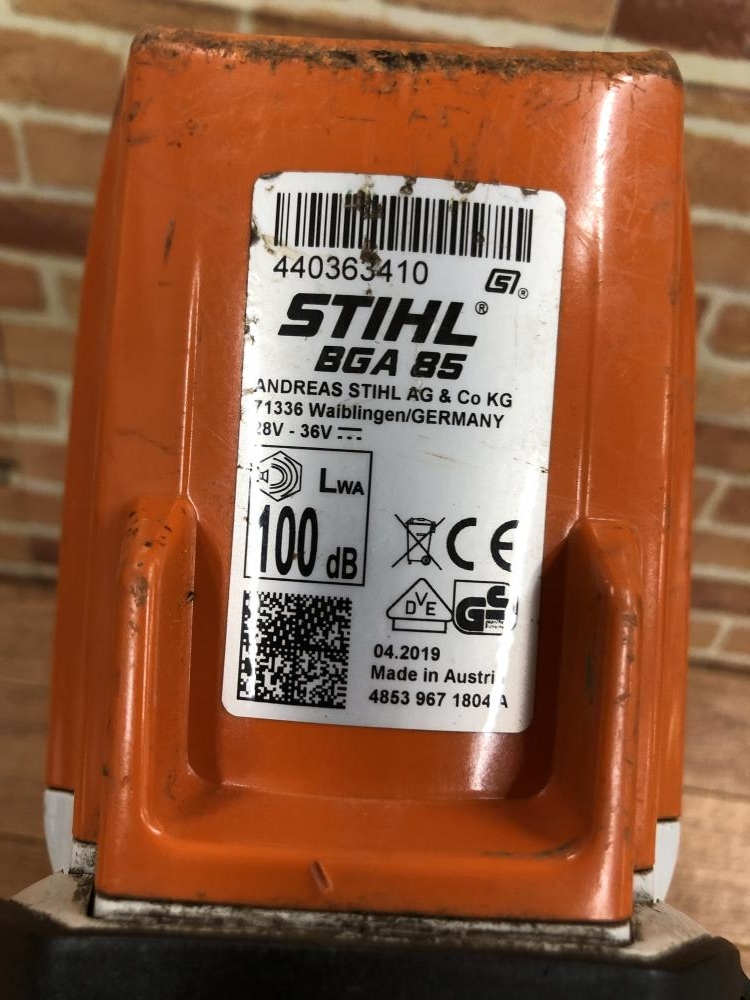 440363410
STIHL®
BGA 85
ANDREAS STIHL AG & Co KG
71336 Waiblingen/GERMANY
28V - 36V
LWA
100 dB
CE
DVE
GS
04.2019
Made in Austri
4853 967 1804 A